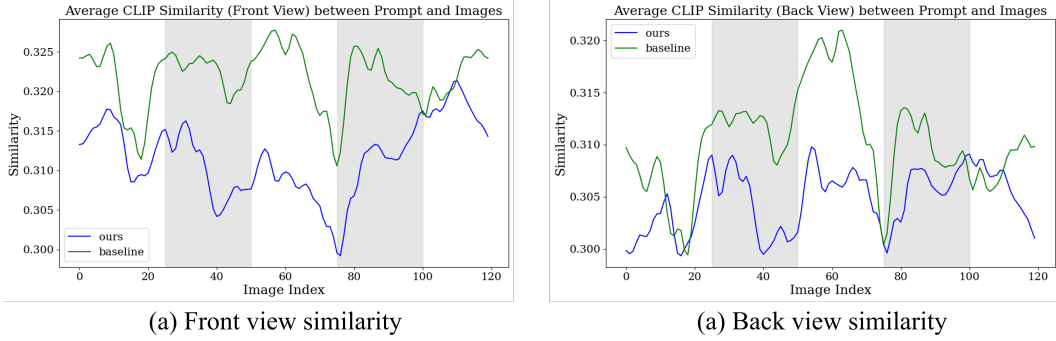 Average CLIP Similarity (Front View) between Prompt and Images
0.325
0.320
0.315
0.310
0.305
0.300
Similarity
ours
baseline
0 20 40 60 80 100 120
Image Index
(a) Front view similarity
Average CLIP Similarity (Back View) between Prompt and Images
0.320
0.315
0.310
0.305
0.300
Similarity
ours
baseline
0 20 40 60 80 100 120
Image Index
(a) Back view similarity